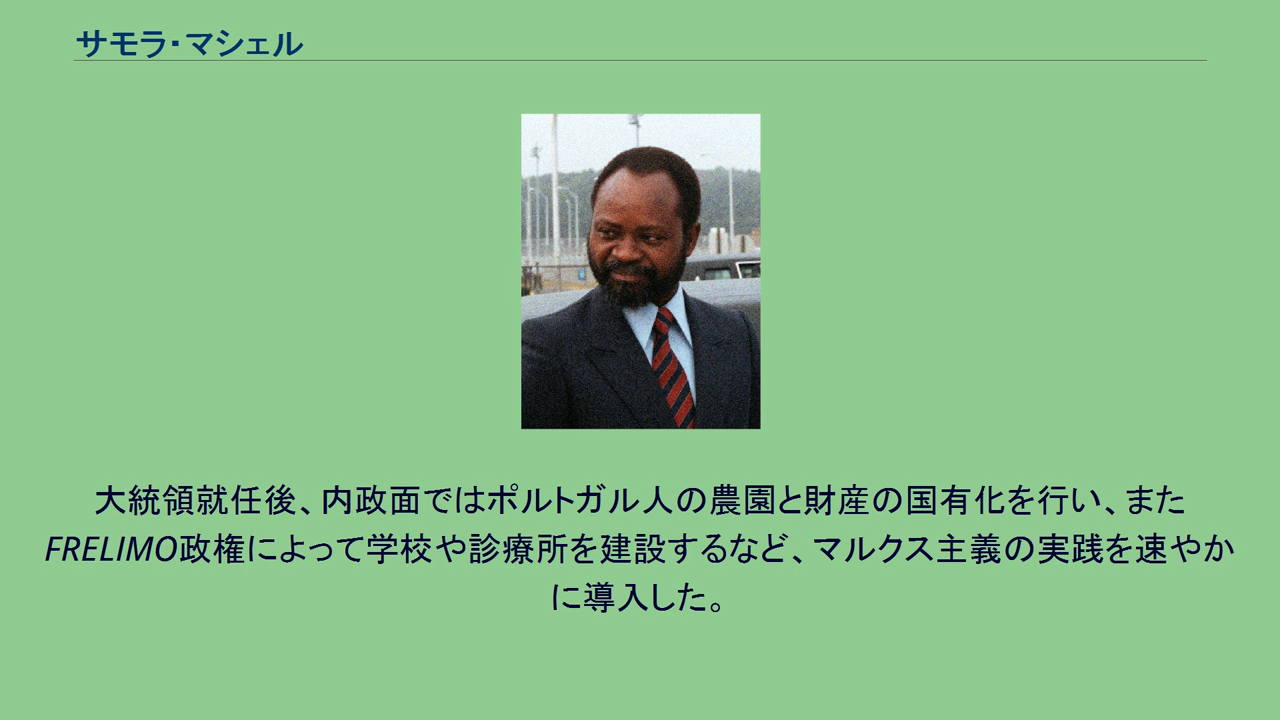 サモラ・マシェル
大統領就任後、内政面ではポルトガル人の農園と財産の国有化を行い、また
FRELIMO政権によって学校や診療所を建設するなど、マルクス主義の実践を速やか
に導入した。